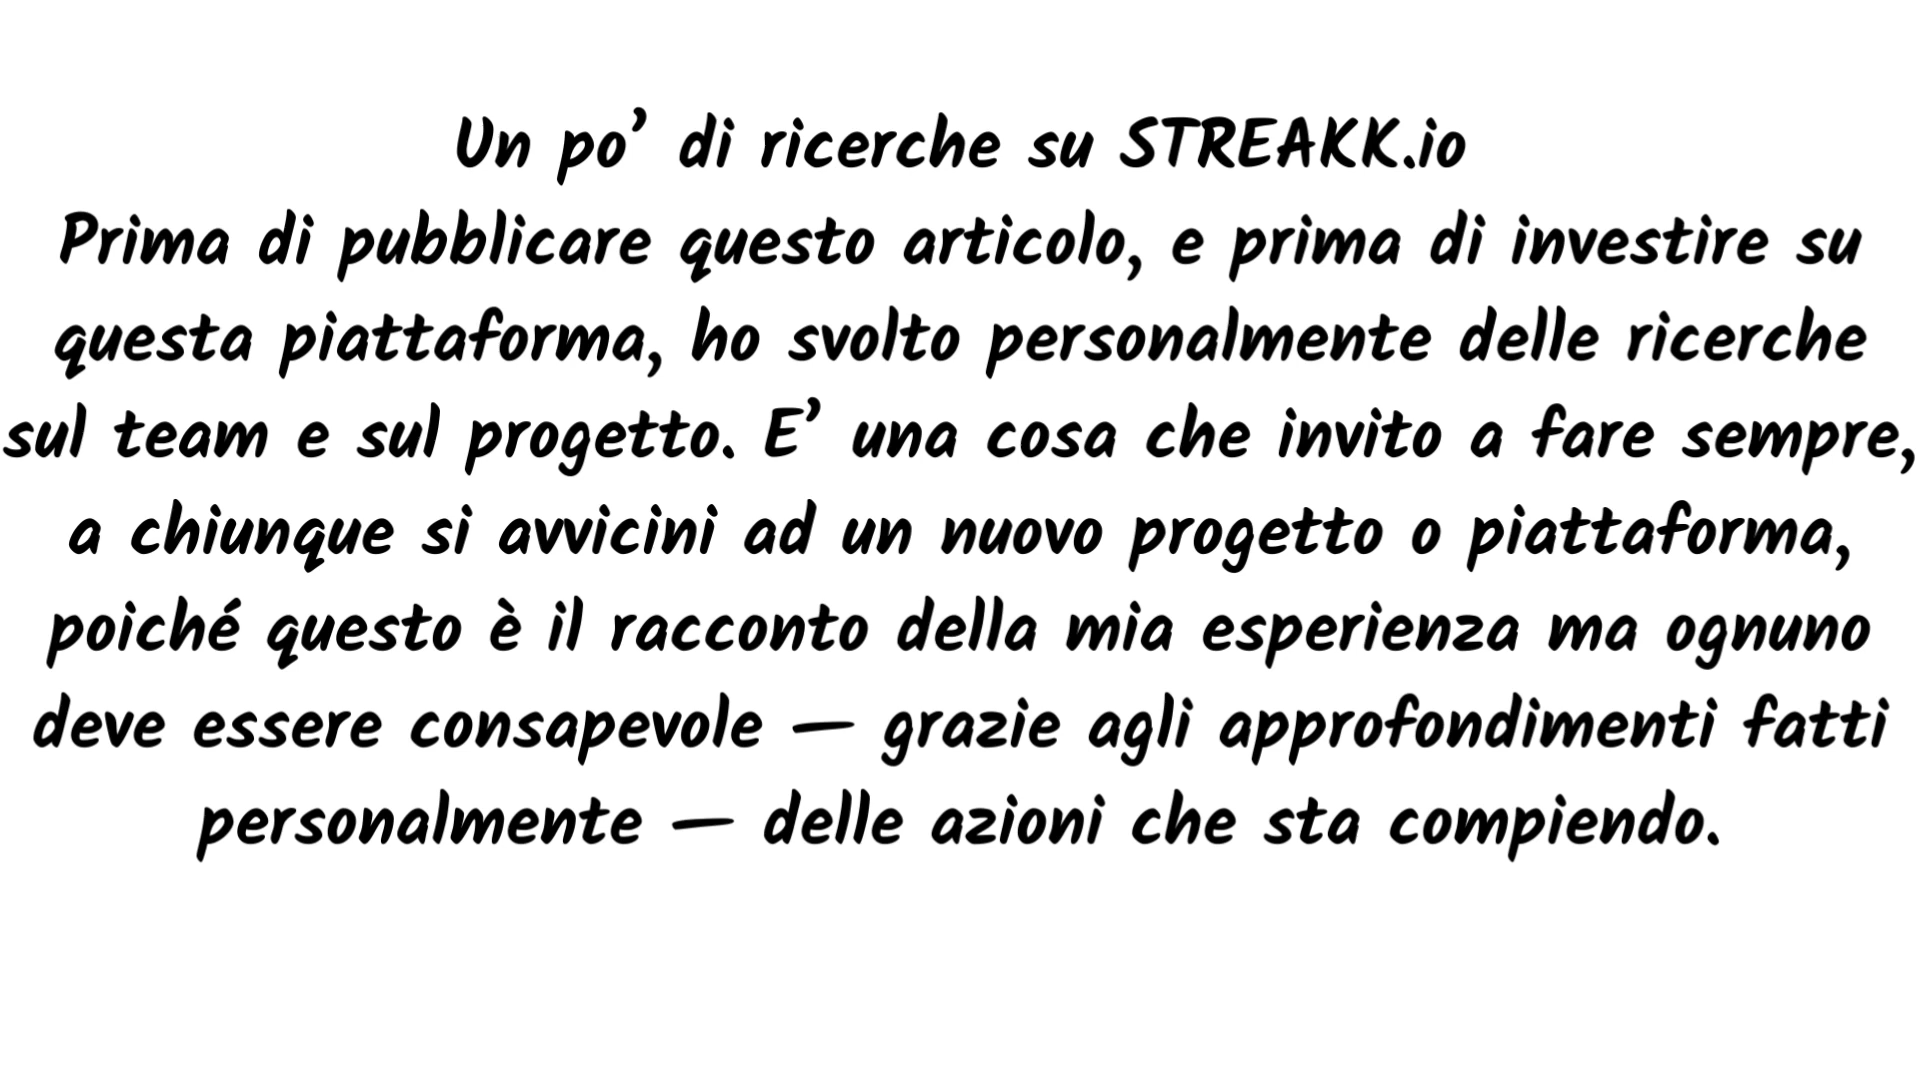 Un po’ di ricerche su STREAKK.io
Prima di pubblicare questo articolo, e prima di investire su
questa piattaforma, ho svolto personalmente delle ricerche
sul team e sul progetto. E’ una cosa che invito a fare sempre,
a chiunque si avvicini ad un nuovo progetto o piattaforma,
poiché questo è il racconto della mia esperienza ma ognuno
deve essere consapevole — grazie agli approfondimenti fatti
personalmente — delle azioni che sta compiendo.